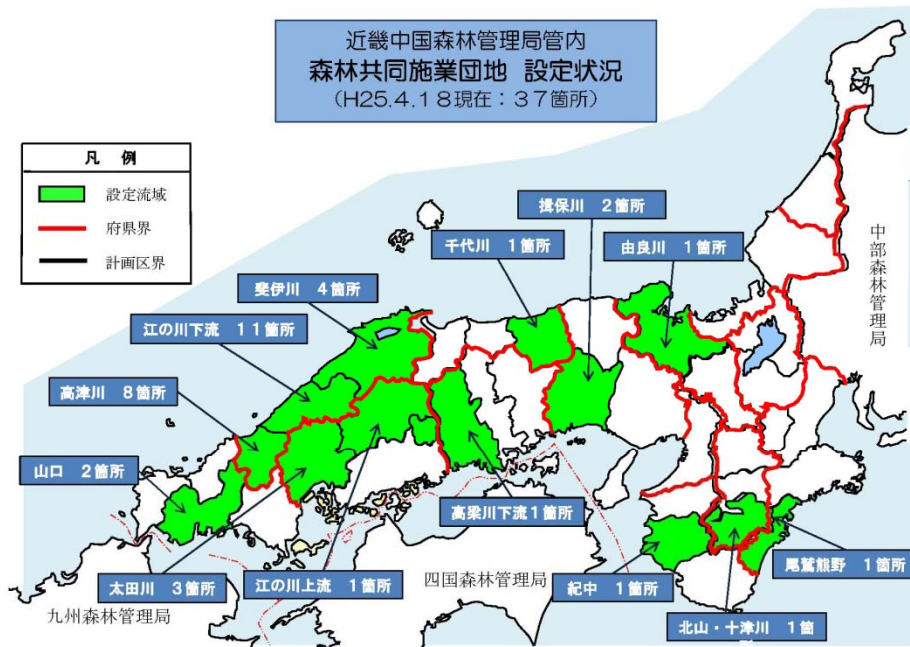 近畿中国森林管理局管内
森林共同施業団地 設定状況
（H25.4.18現在：37箇所）
凡 例
設定流域
府県界
計画区界
揖保川 2箇所
千代川 1箇所
由良川 1箇所
斐伊川 4箇所
江の川下流 11箇所
高津川 8箇所
山口 2箇所
中部森林管理局
高梁川下流1箇所
尾鷲熊野 1箇所
太田川 3箇所
江の川上流 1箇所
四国森林管理局
紀中 1箇所
九州森林管理局
北山・十津川 1箇